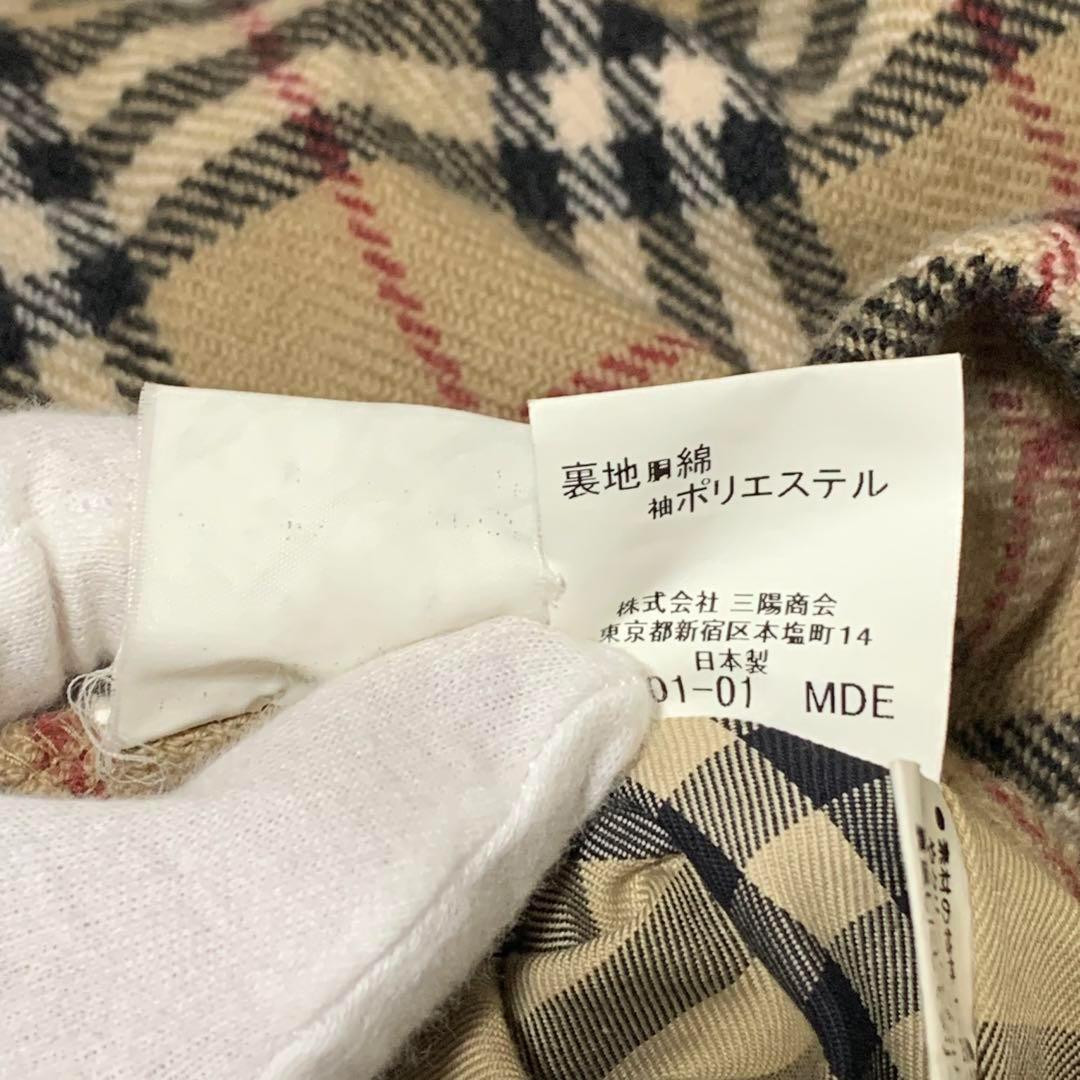 裏地胴綿
袖ポリエステル
株式会社 三陽商会
東京都新宿区本塩町14
日本製
01-01 MDE